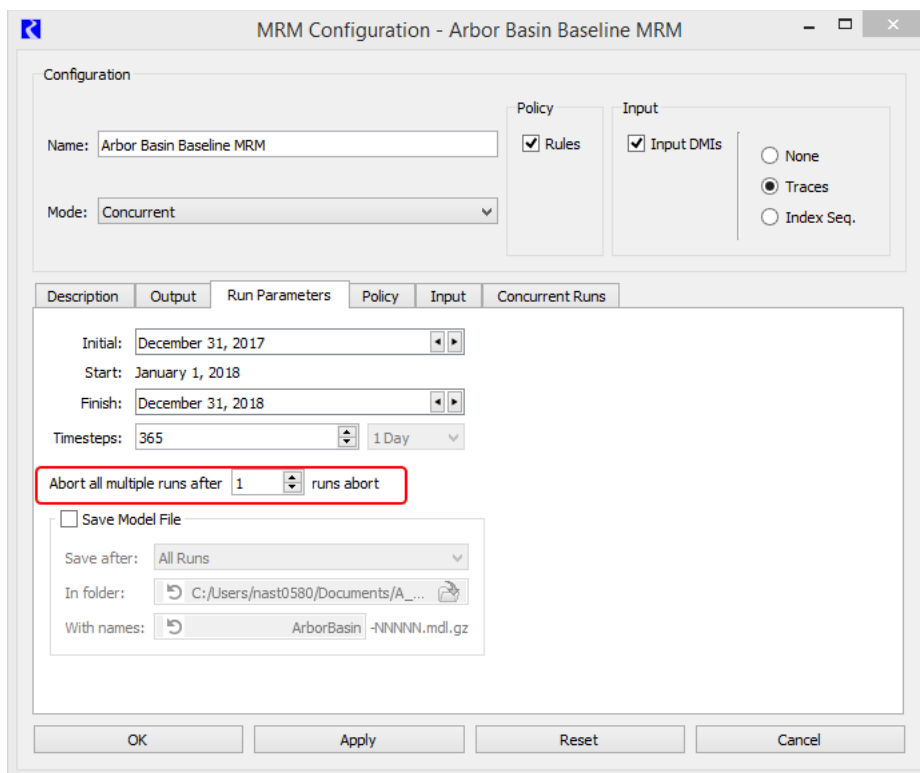 MRM Configuration - Arbor Basin Baseline MRM
Configuration
Policy
Input
Name: Arbor Basin Baseline MRM
Rules
Input DMIs
None
Traces
Mode: Concurrent
Index Seq.
Description Output Run Parameters Policy Input Concurrent Runs
Initial: December 31, 2017
Start: January 1, 2018
Finish: December 31, 2018
Timesteps: 365 1 Day
Abort all multiple runs after 1 runs abort
Save Model File
Save after: All Runs
In folder: C:/Users/nast0580/Documents/A_...
With names: ArborBasin -NNNNN.mdl.gz
OK Apply Reset Cancel